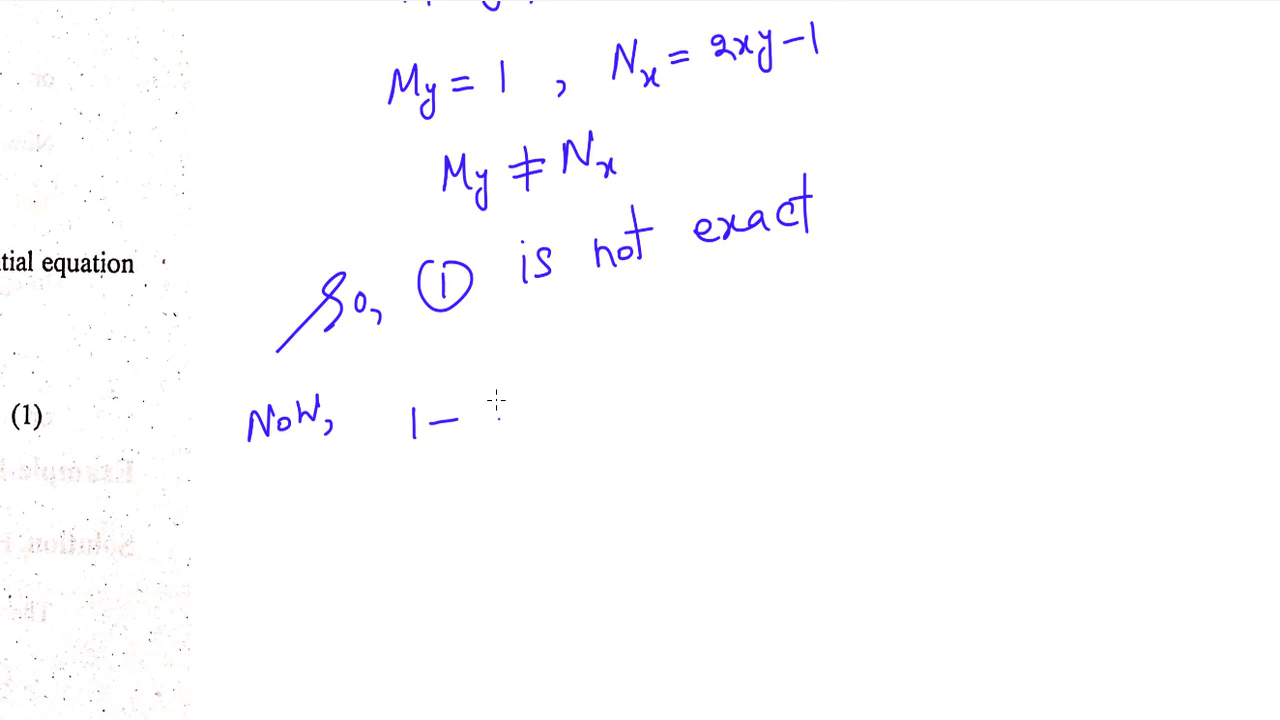 My = 1 , Nx = 2xy-1
My ≠ Nx
So, ① is not exact
tial equation
(1)
Now, 1 -